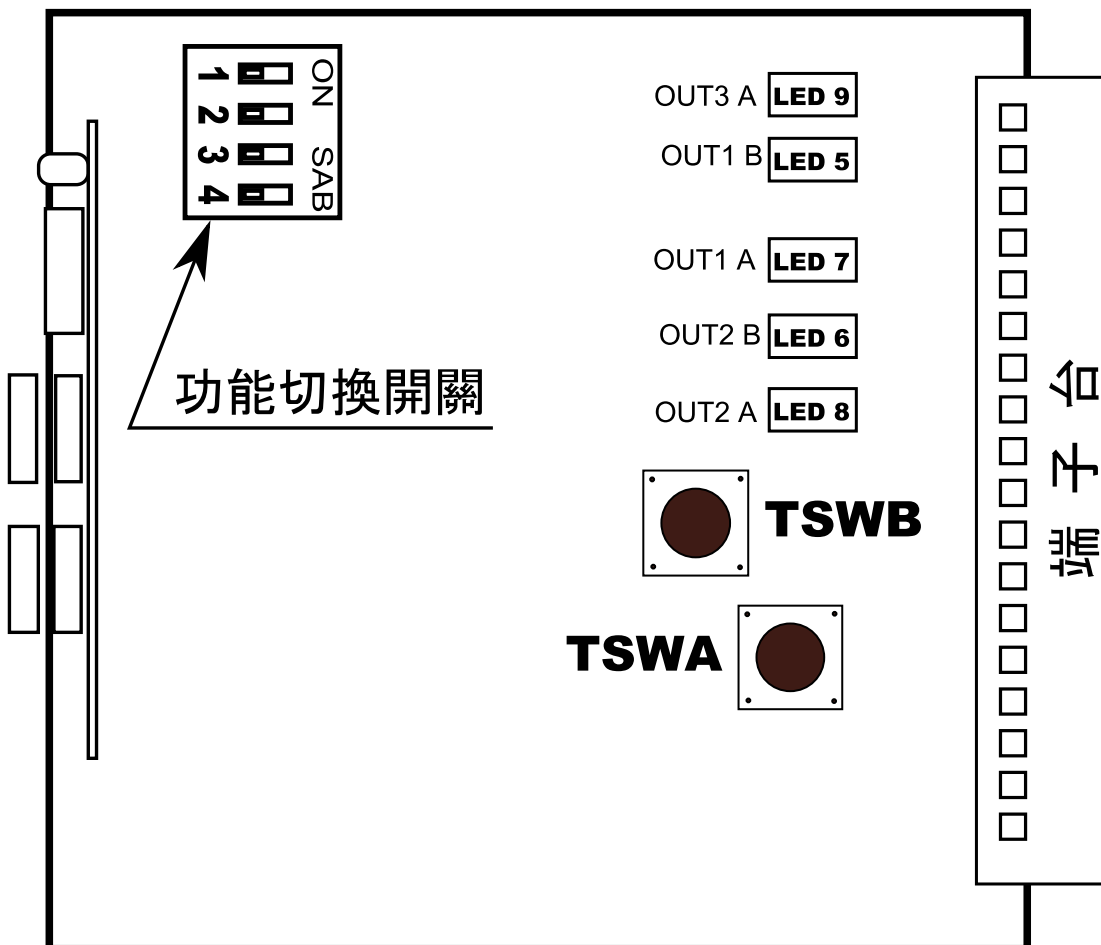 1
2
3
4
ON
SAB
功能切換開關
OUT3 A LED 9
OUT1 B LED 5
OUT1 A LED 7
OUT2 B LED 6
OUT2 A LED 8
TSWB
TSWA
端子台